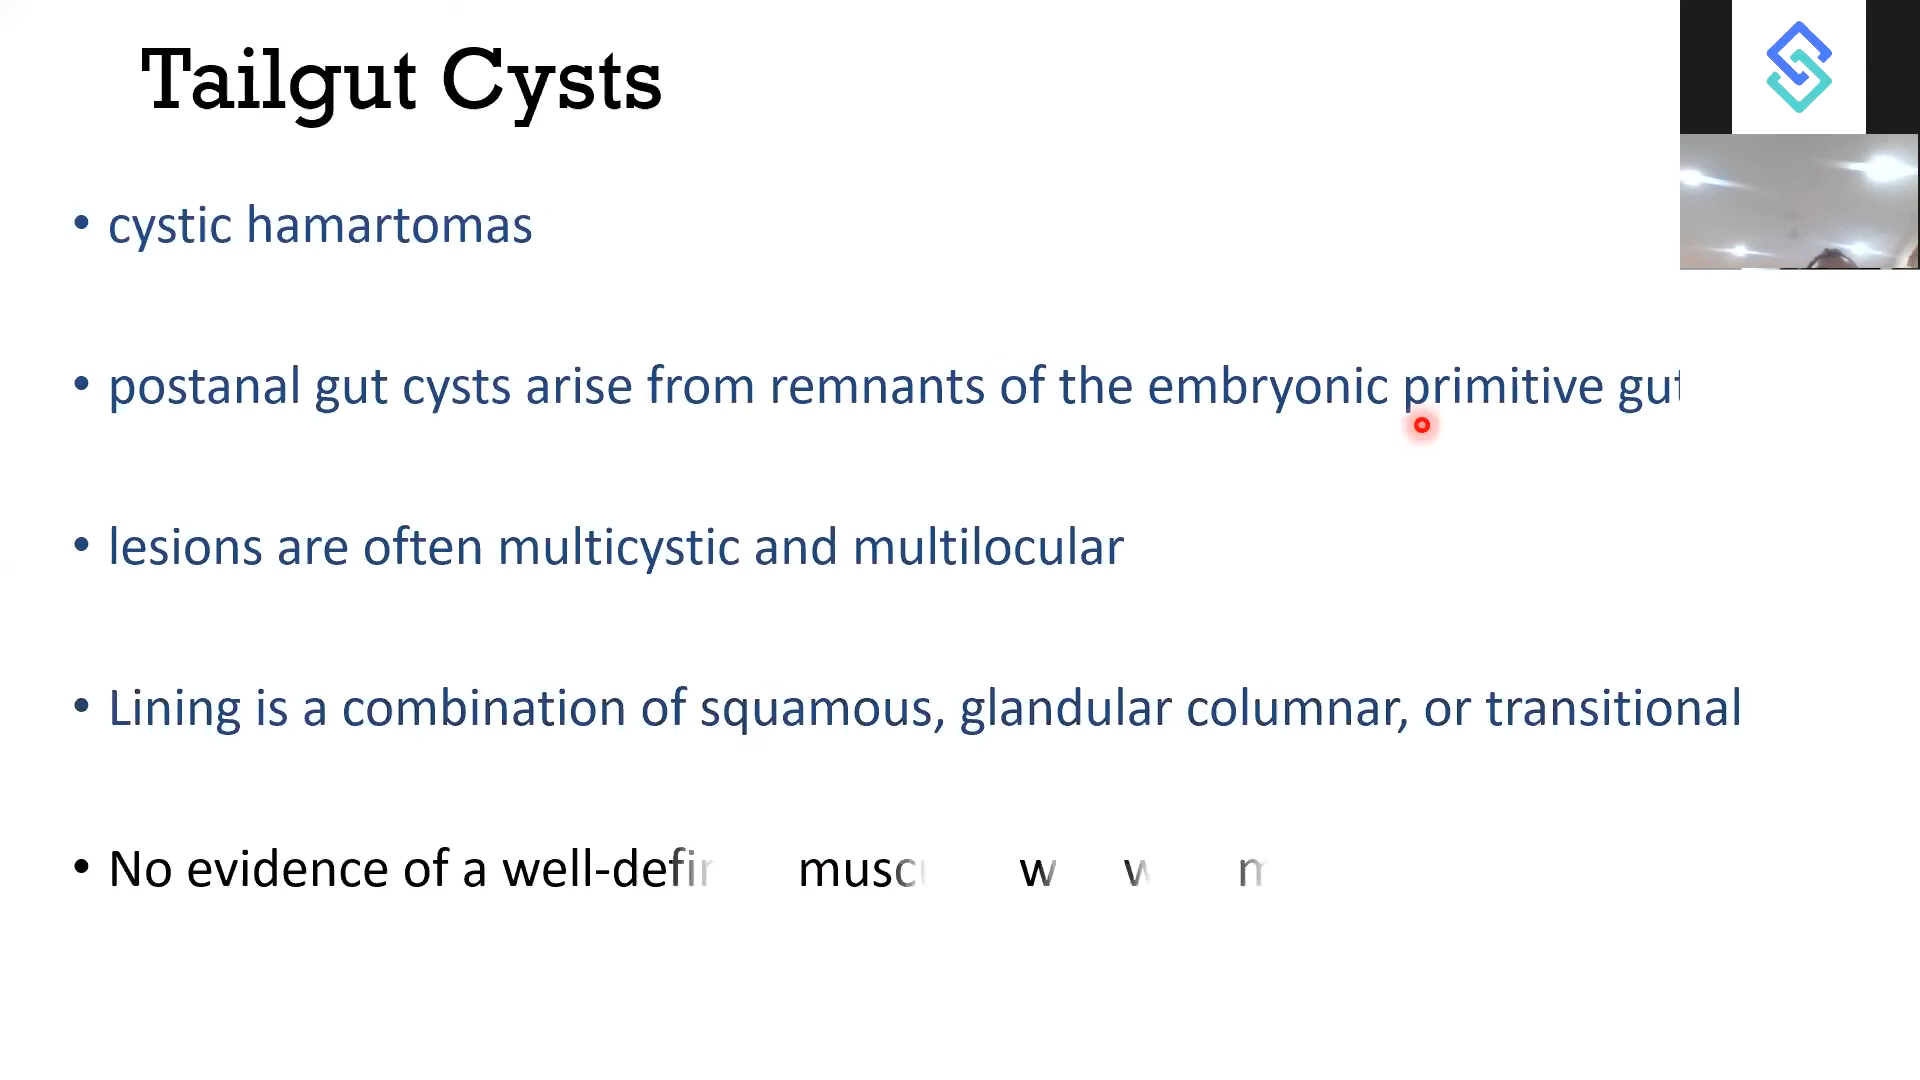 Tailgut Cysts
• cystic hamartomas
• postanal gut cysts arise from remnants of the embryonic primitive gut
• lesions are often multicystic and multilocular
• Lining is a combination of squamous, glandular columnar, or transitional
• No evidence of a